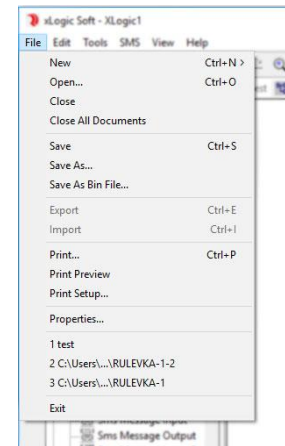 xLogic Soft - XLogic1
File Edit Tools SMS View Help
New Ctrl+N >
Open... Ctrl+O
Close
Close All Documents
Save Ctrl+S
Save As...
Save As Bin File...
Export Ctrl+E
Import Ctrl+I
Print... Ctrl+P
Print Preview
Print Setup...
Properties...
1 test
2 C:\Users\...\RULEVKA-1-2
3 C:\Users\...\RULEVKA-1
Exit
Sms Message Input
Sms Message Output